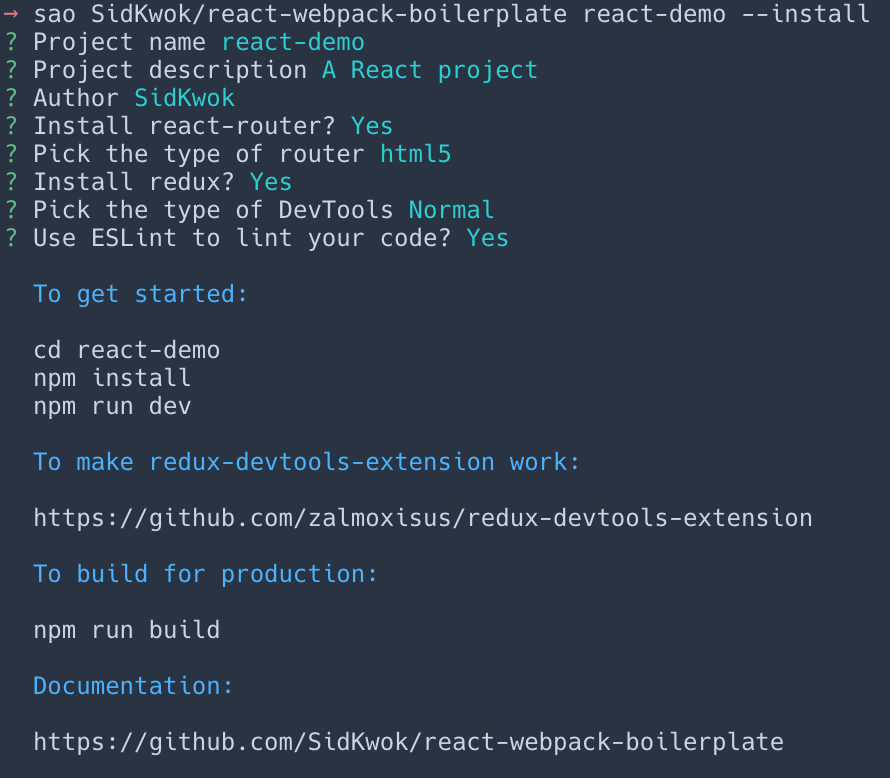 → sao SidKwok/react-webpack-boilerplate react-demo --install
? Project name react-demo
? Project description A React project
? Author SidKwok
? Install react-router? Yes
? Pick the type of router html5
? Install redux? Yes
? Pick the type of DevTools Normal
? Use ESLint to lint your code? Yes
To get started:
cd react-demo
npm install
npm run dev
To make redux-devtools-extension work:
https://github.com/zalmoxisus/redux-devtools-extension
To build for production:
npm run build
Documentation:
https://github.com/SidKwok/react-webpack-boilerplate